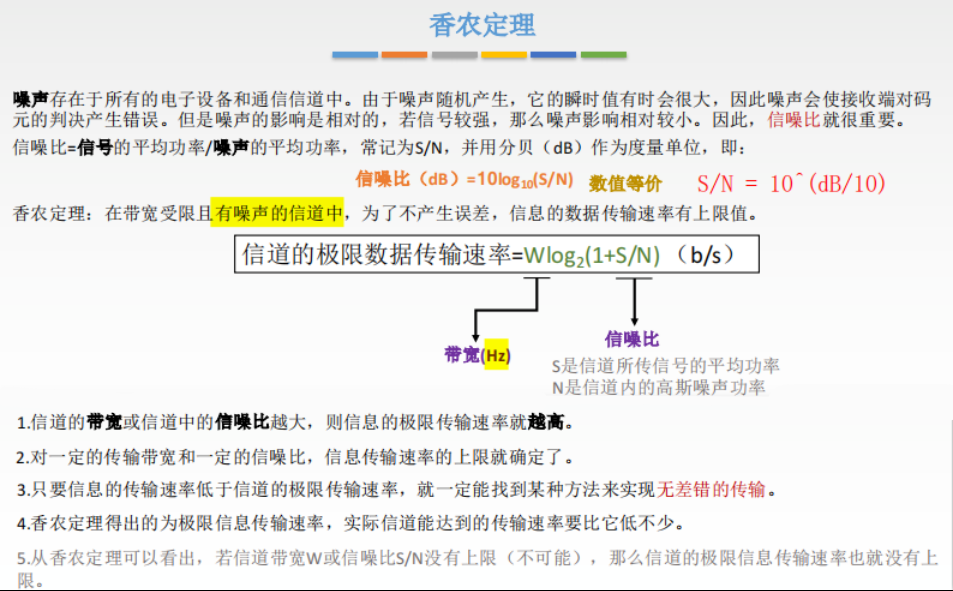 香农定理
噪声存在于所有的电子设备和通信信道中。由于噪声随机产生，它的瞬时值有时会很大，因此噪声会使接收端对码
元的判决产生错误。但是噪声的影响是相对的，若信号较强，那么噪声影响相对较小。因此，信噪比就很重要。
信噪比=信号的平均功率/噪声的平均功率，常记为S/N，并用分贝（dB）作为度量单位，即：
信噪比（dB）=10log₁₀(S/N) 数值等价 S/N = 10^(dB/10)
香农定理：在带宽受限且有噪声的信道中，为了不产生误差，信息的数据传输速率有上限值。
信道的极限数据传输速率=Wlog₂(1+S/N) （b/s）
带宽(Hz)
信噪比
S是信道所传信号的平均功率
N是信道内的高斯噪声功率
1.信道的带宽或信道中的信噪比越大，则信息的极限传输速率就越高。
2.对一定的传输带宽和一定的信噪比，信息传输速率的上限就确定了。
3.只要信息的传输速率低于信道的极限传输速率，就一定能找到某种方法来实现无差错的传输。
4.香农定理得出的为极限信息传输速率，实际信道能达到的传输速率要比它低不少。
5.从香农定理可以看出，若信道带宽W或信噪比S/N没有上限（不可能），那么信道的极限信息传输速率也就没有上
限。